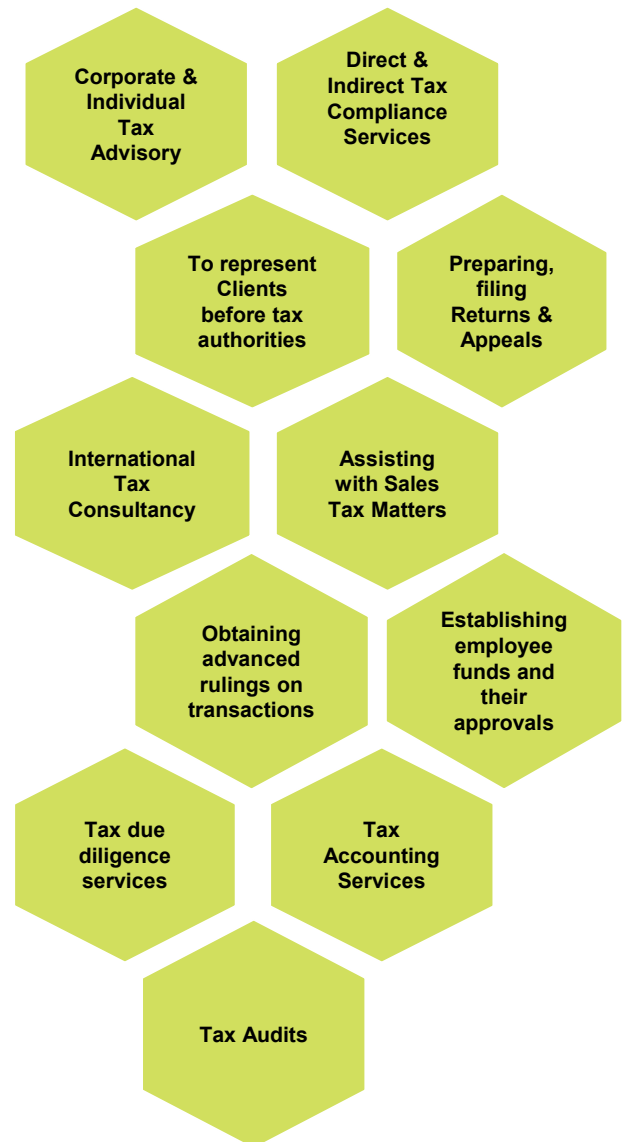 Corporate &
Individual
Tax
Advisory
Direct &
Indirect Tax
Compliance
Services
To represent
Clients
before tax
authorities
Preparing,
filing
Returns &
Appeals
International
Tax
Consultancy
Assisting
with Sales
Tax Matters
Obtaining
advanced
rulings on
transactions
Establishing
employee
funds and
their
approvals
Tax due
diligence
services
Tax
Accounting
Services
Tax Audits